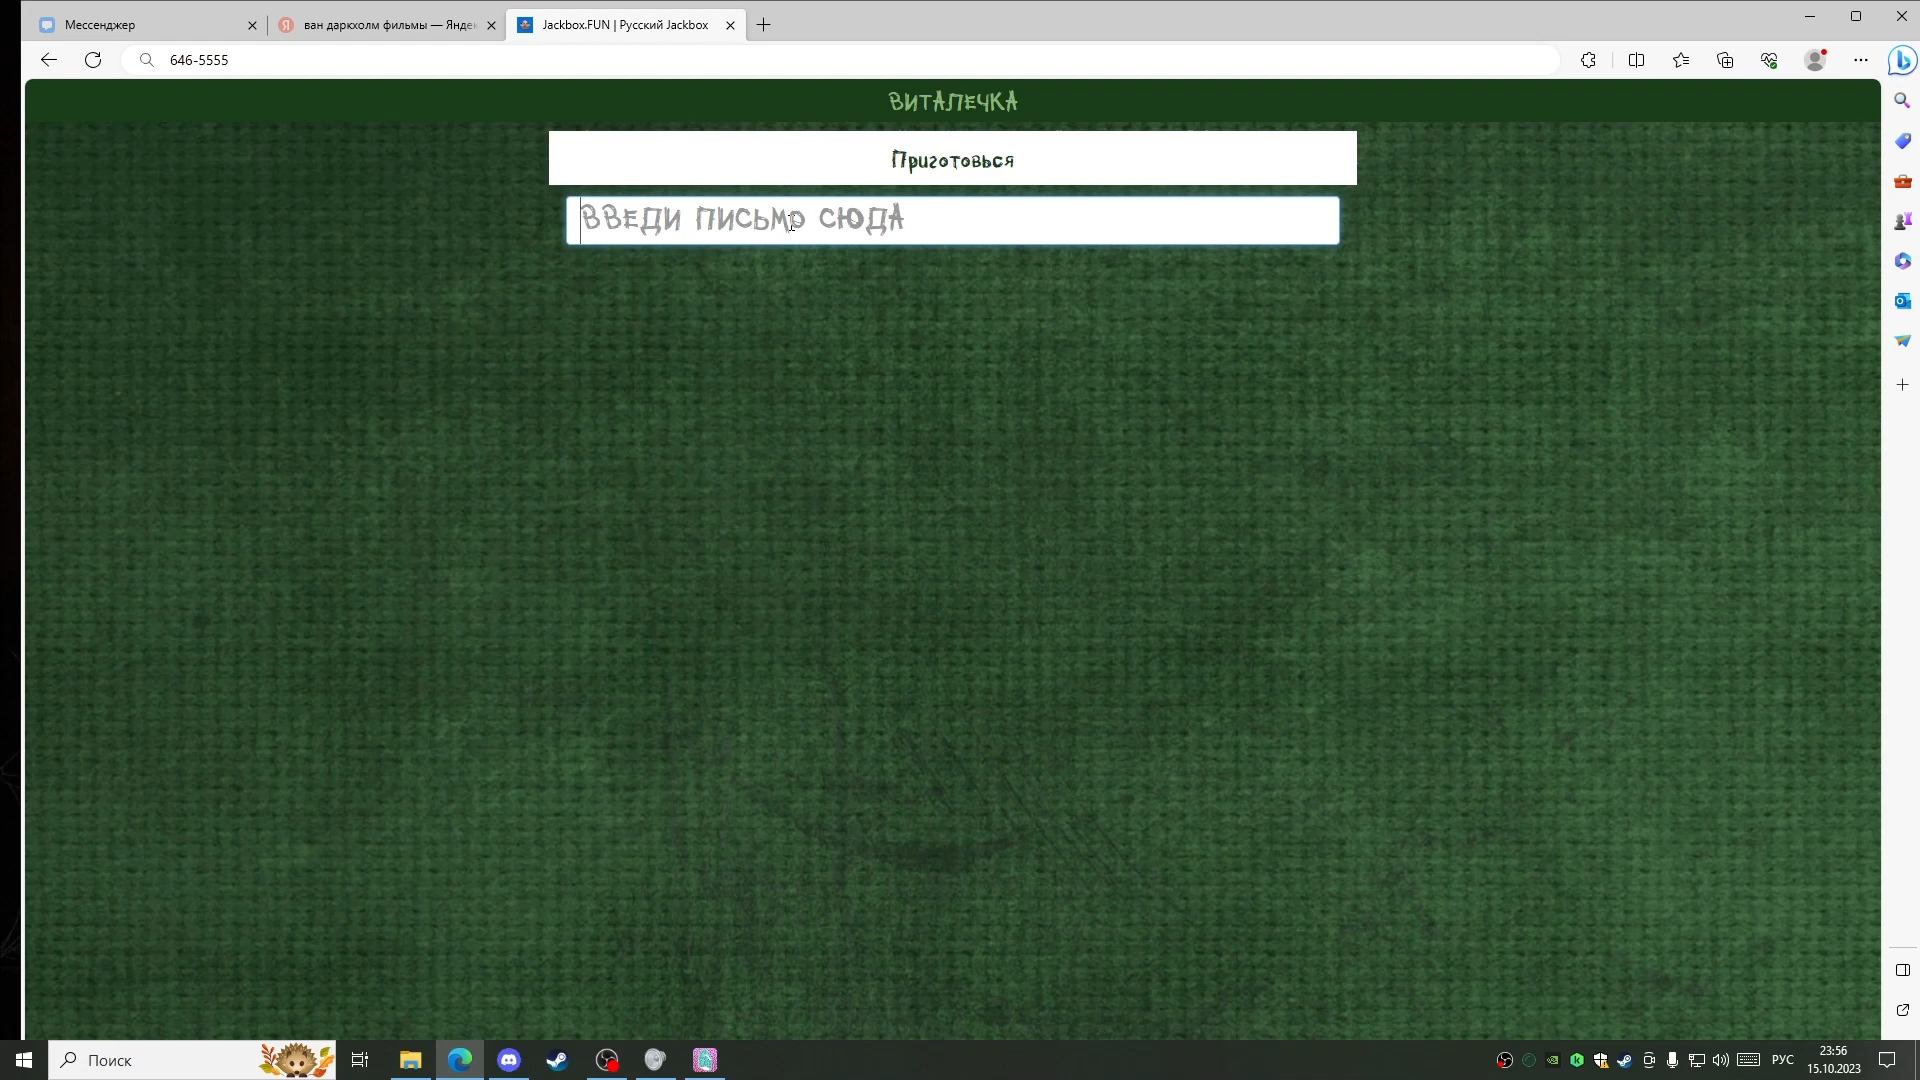 Мессенджер
ван даркхолм фильмы — Яндек
Jackbox.FUN | Русский Jackbox
646-5555
ВИТАЛЕЧКА
Приготовься
ВВЕДИ ПИСЬМО СЮДА
Поиск
РУС
23:56
15.10.2023